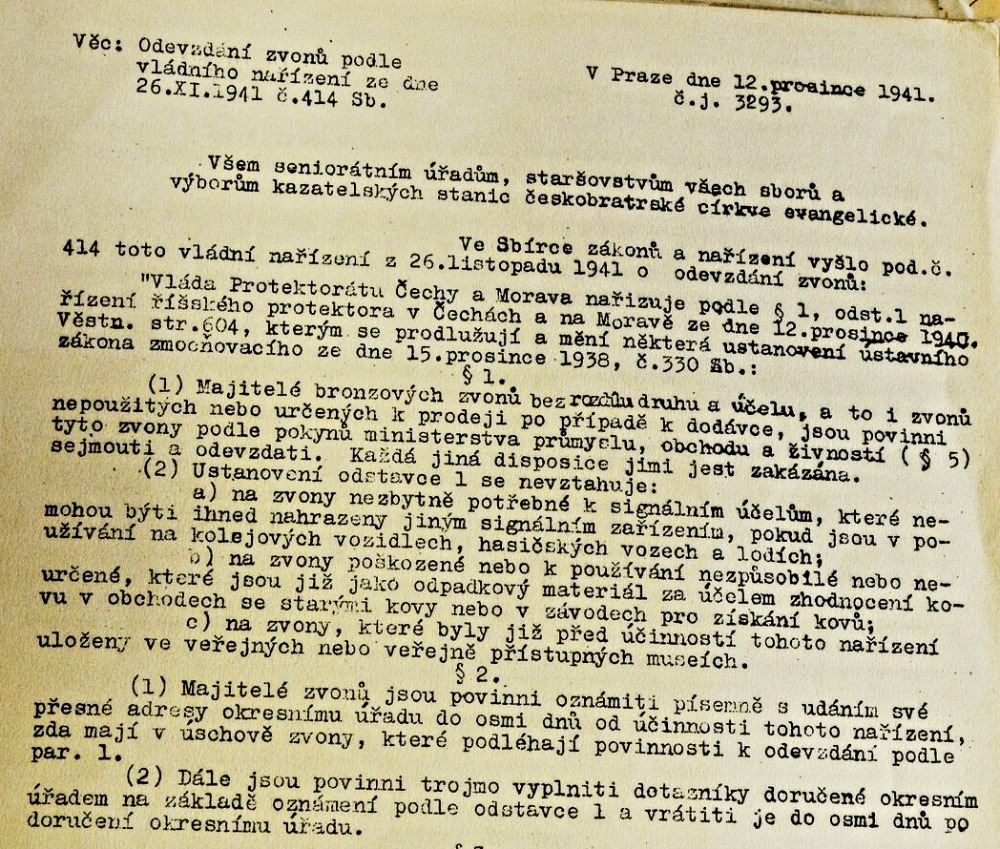 Věc: Odevzdání zvonů podle
vládního nařízení ze dne
26.XI.1941 č.414 Sb.
V Praze dne 12.prosince 1941.
č.j. 3293.
Všem seniorátním úřadům, staršovstvům všech sborů a
výborům kazatelských stanic českobratrské církve evangelické.
Ve Sbírce zákonů a nařízení vyšlo pod.č.
414 toto vládní nařízení z 26.listopadu 1941 o odevzdání zvonů:
"Vláda Protektorátu Čechy a Morava nařizuje podle § 1, odst.1 na-
řízení říšského protektora v Čechách a na Moravě ze dne 12.prosince 1940.
Věstn. str.604, kterým se prodlužují a mění některá ustanovení ústavního
zákona zmocňovacího ze dne 15.prosince 1938, č.330 Sb.:
§ 1.
(1) Majitelé bronzových zvonů bez rozdílu druhu a účelu, a to i zvonů
nepoužitých nebo určených k prodeji po případě k dodávce, jsou povinni
tyto zvony podle pokynů ministerstva průmyslu, obchodu a živností ( § 5)
sejmouti a odevzdati. Každá jiná disposice jimi jest zakázána.
(2) Ustanovení odstavce 1 se nevztahuje:
a) na zvony nezbytně potřebné k signálním účelům, které ne-
mohou býti ihned nahrazeny jiným signálním zařízením, pokud jsou v po-
užívání na kolejových vozidlech, hasičských vozech a lodích;
b) na zvony poškozené nebo k používání nezpůsobilé nebo ne-
určené, které jsou již jako odpadkový materiál za účelem zhodnocení ko-
vu v obchodech se starými kovy nebo v závodech pro získání kovů;
c) na zvony, které byly již před účinností tohoto nařízení
uloženy ve veřejných nebo veřejně přístupných museích.
§ 2.
(1) Majitelé zvonů jsou povinni oznámiti písemně s udáním své
přesné adresy okresnímu úřadu do osmi dnů od účinnosti tohoto nařízení,
zda mají v úschově zvony, které podléhají povinnosti k odevzdání podle
par. 1.
(2) Dále jsou povinni trojmo vyplniti dotazníky doručené okresním
úřadem na základě oznámení podle odstavce 1 a vrátiti je do osmi dnů po
doručení okresnímu úřadu.